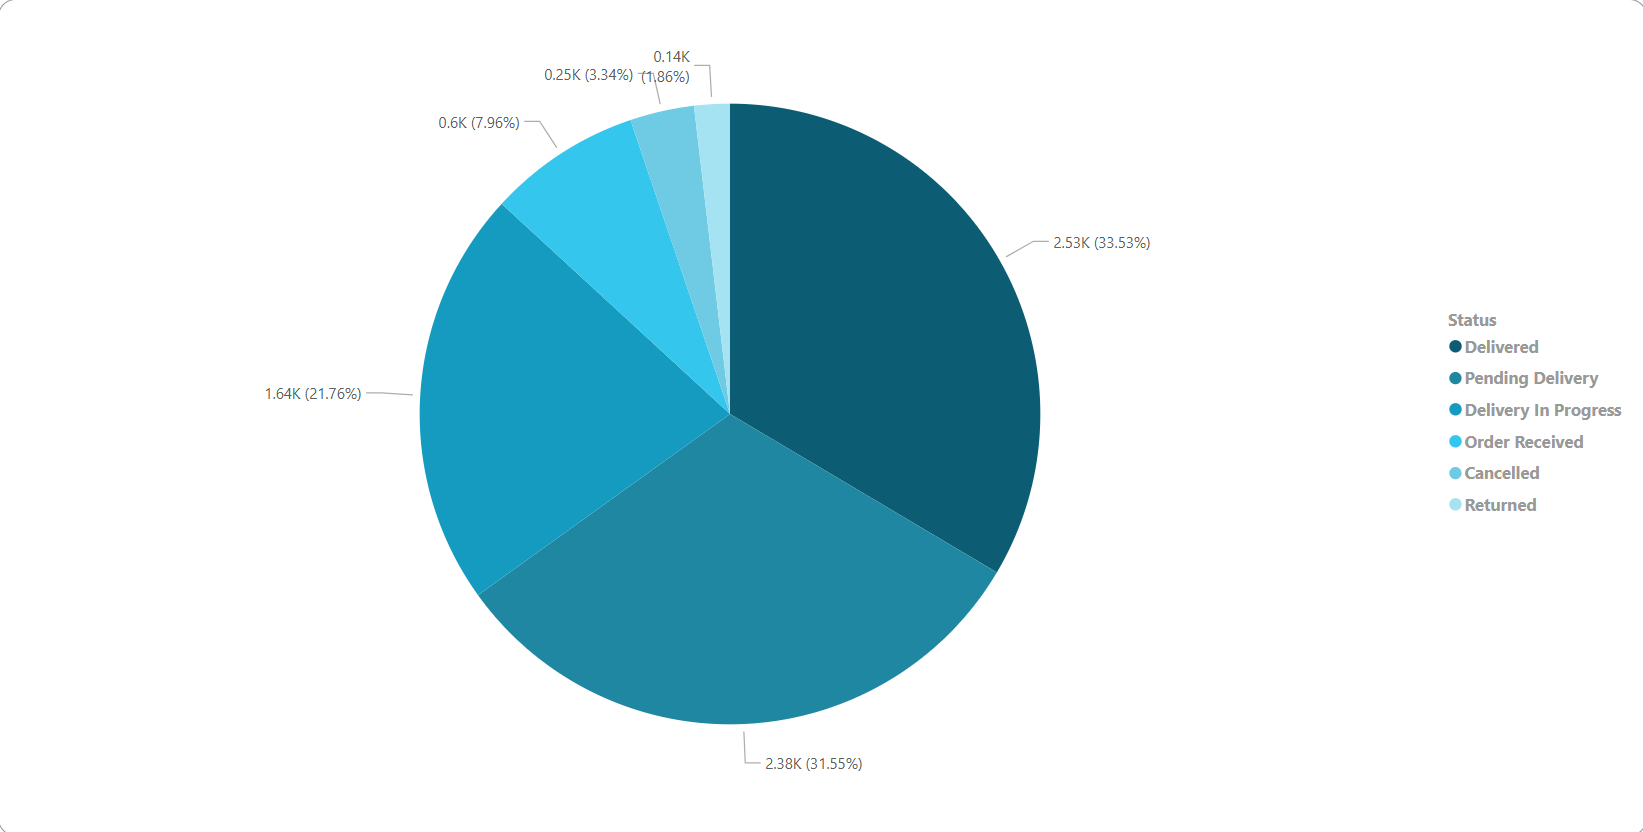 0.14K
(1.86%)
0.25K (3.34%)
0.6K (7.96%)
2.53K (33.53%)
1.64K (21.76%)
2.38K (31.55%)
Status
Delivered
Pending Delivery
Delivery In Progress
Order Received
Cancelled
Returned